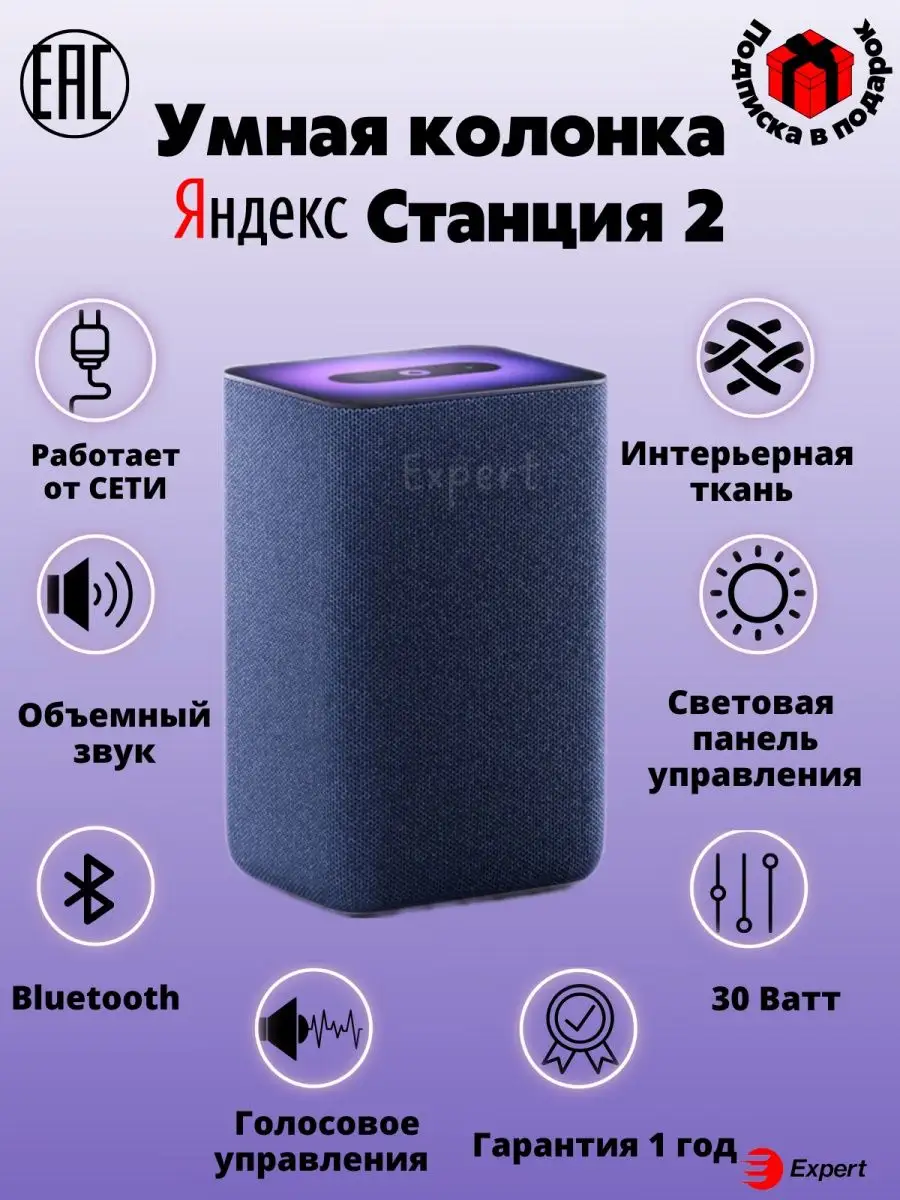 ЕАС
Подписка в подарок
Умная колонка
Яндекс Станция 2
Работает
от СЕТИ
Интерьерная
ткань
Expert
Объемный
звук
Световая
панель
управления
Bluetooth
30 Ватт
Голосовое
управления
Гарантия 1 год
Expert